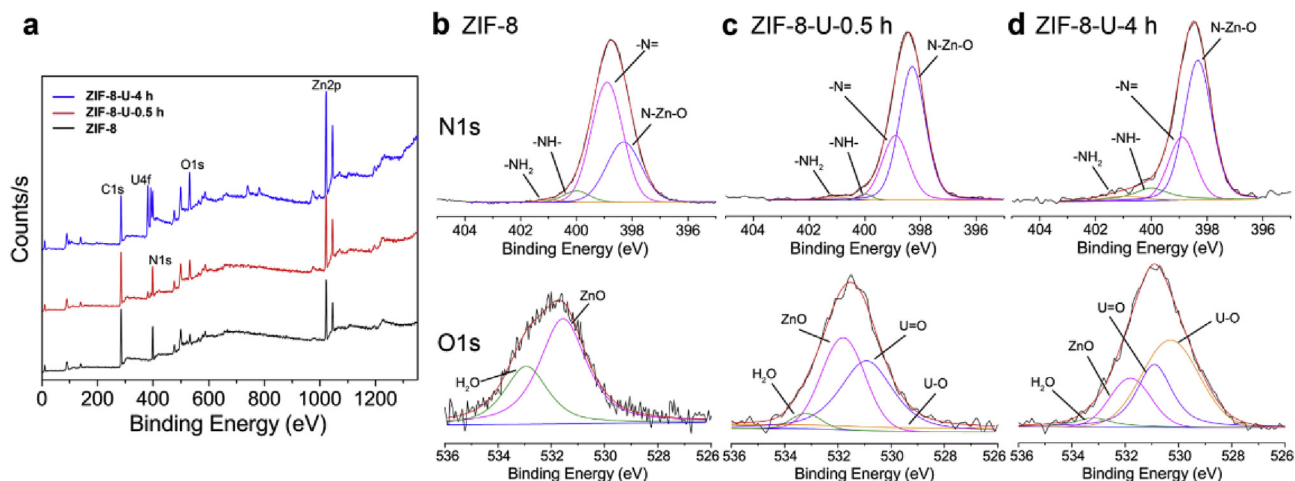 a
b ZIF-8
c ZIF-8-U-0.5 h
d ZIF-8-U-4 h
ZIF-8-U-4 h
ZIF-8-U-0.5 h
ZIF-8
Zn2p
C1s
U4f
O1s
N1s
Counts/s
0 200 400 600 800 1000 1200
Binding Energy (eV)
N1s
-N=
N-Zn-O
-NH-
-NH2
404 402 400 398 396
Binding Energy (eV)
N-Zn-O
-N=
-NH-
-NH2
404 402 400 398 396
Binding Energy (eV)
N-Zn-O
-N=
-NH-
-NH2
404 402 400 398 396
Binding Energy (eV)
O1s
ZnO
H2O
536 534 532 530 528 526
Binding Energy (eV)
ZnO
U=O
H2O
U-O
536 534 532 530 528 526
Binding Energy (eV)
U=O
U-O
ZnO
H2O
536 534 532 530 528 526
Binding Energy (eV)